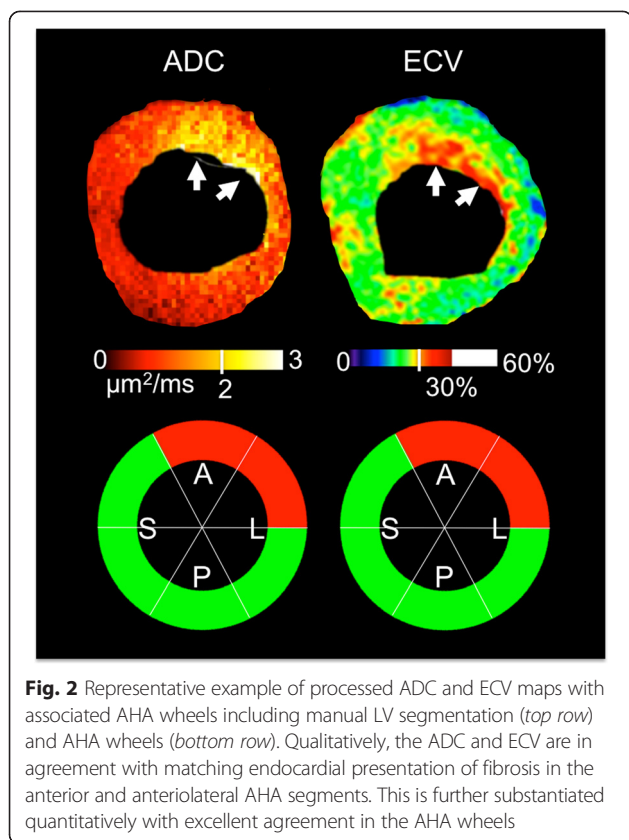 ADC ECV
0 3
μm²/ms 2
0 60%
30%
A
S L
P
A
S L
P
Fig. 2 Representative example of processed ADC and ECV maps with
associated AHA wheels including manual LV segmentation (top row)
and AHA wheels (bottom row). Qualitatively, the ADC and ECV are in
agreement with matching endocardial presentation of fibrosis in the
anterior and anteriolateral AHA segments. This is further substantiated
quantitatively with excellent agreement in the AHA wheels